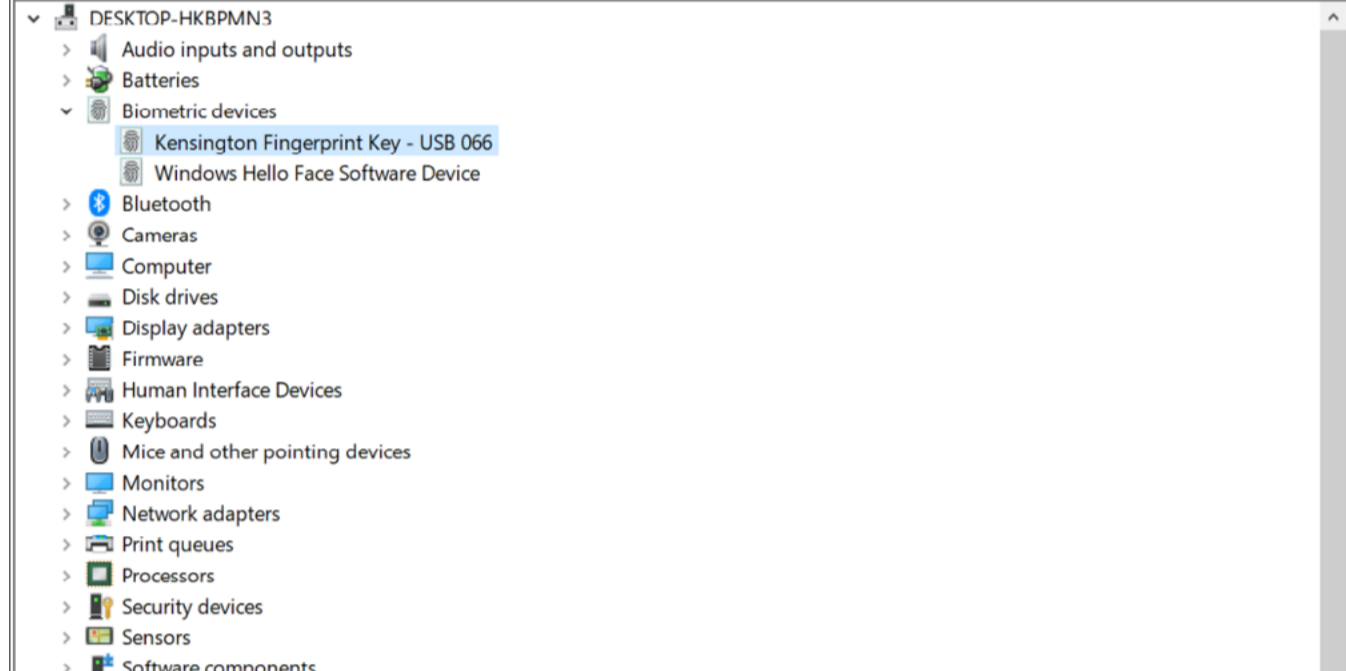 DESKTOP-HKBPMN3
Audio inputs and outputs
Batteries
Biometric devices
Kensington Fingerprint Key - USB 066
Windows Hello Face Software Device
Bluetooth
Cameras
Computer
Disk drives
Display adapters
Firmware
Human Interface Devices
Keyboards
Mice and other pointing devices
Monitors
Network adapters
Print queues
Processors
Security devices
Sensors
Software components